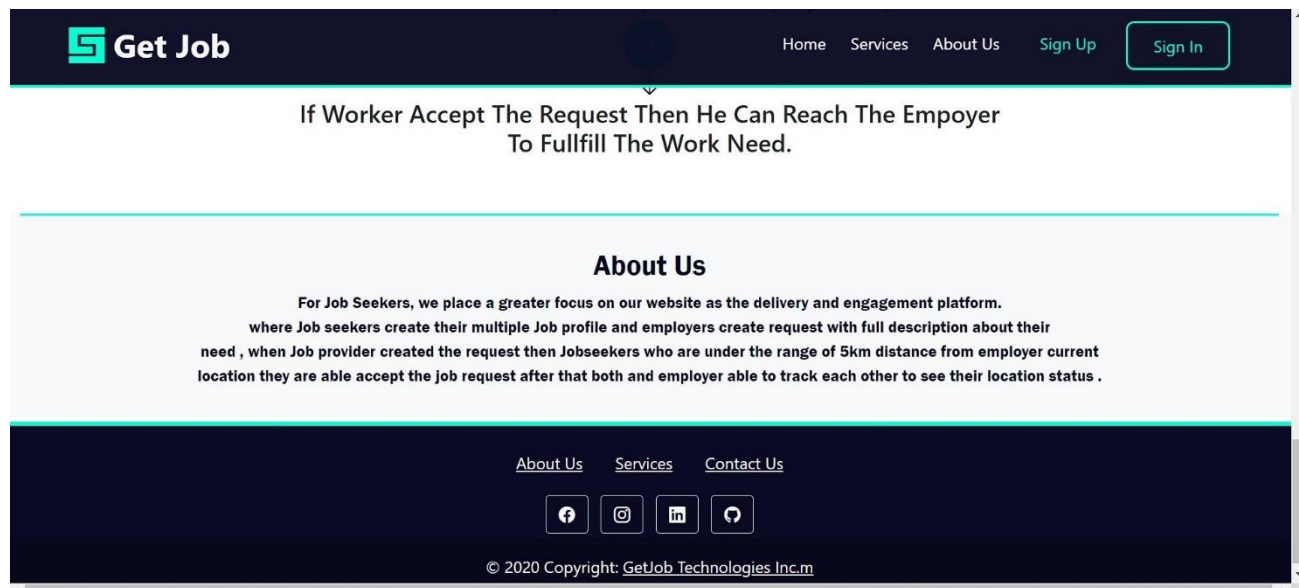 Get Job
Home Services About Us Sign Up Sign In
If Worker Accept The Request Then He Can Reach The Empoyer
To Fullfill The Work Need.
About Us
For Job Seekers, we place a greater focus on our website as the delivery and engagement platform.
where Job seekers create their multiple Job profile and employers create request with full description about their
need , when Job provider created the request then Jobseekers who are under the range of 5km distance from employer current
location they are able accept the job request after that both and employer able to track each other to see their location status .
About Us Services Contact Us
© 2020 Copyright: GetJob Technologies Inc.m